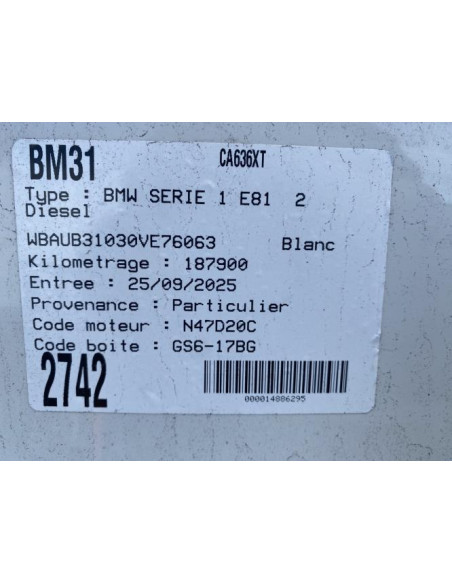 BM31 CA636XT
Type : BMW SERIE 1 E81 2
Diesel
WBAUB31030VE76063 Blanc
Kilometrage : 187900
Entree : 25/09/2025
Provenance : Particulier
Code moteur : N47D20C
Code boite : GS6-17BG
2742
000014886295